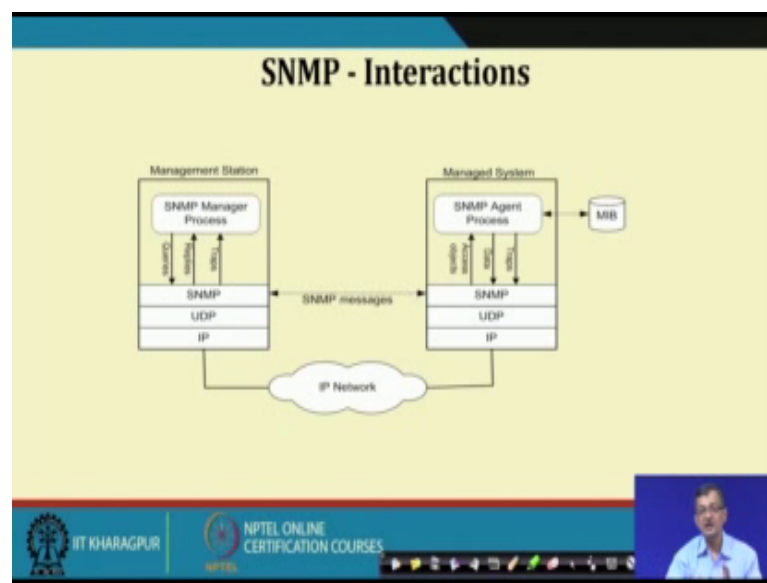 SNMP - Interactions
Management Station
SNMP Manager
Process
Queries
Replies
Traps
SNMP
UDP
IP
SNMP messages
Managed System
SNMP Agent
Process
Access
objects
Data
Traps
SNMP
UDP
IP
MIB
IP Network
IIT KHARAGPUR
NPTEL
NPTEL ONLINE
CERTIFICATION COURSES